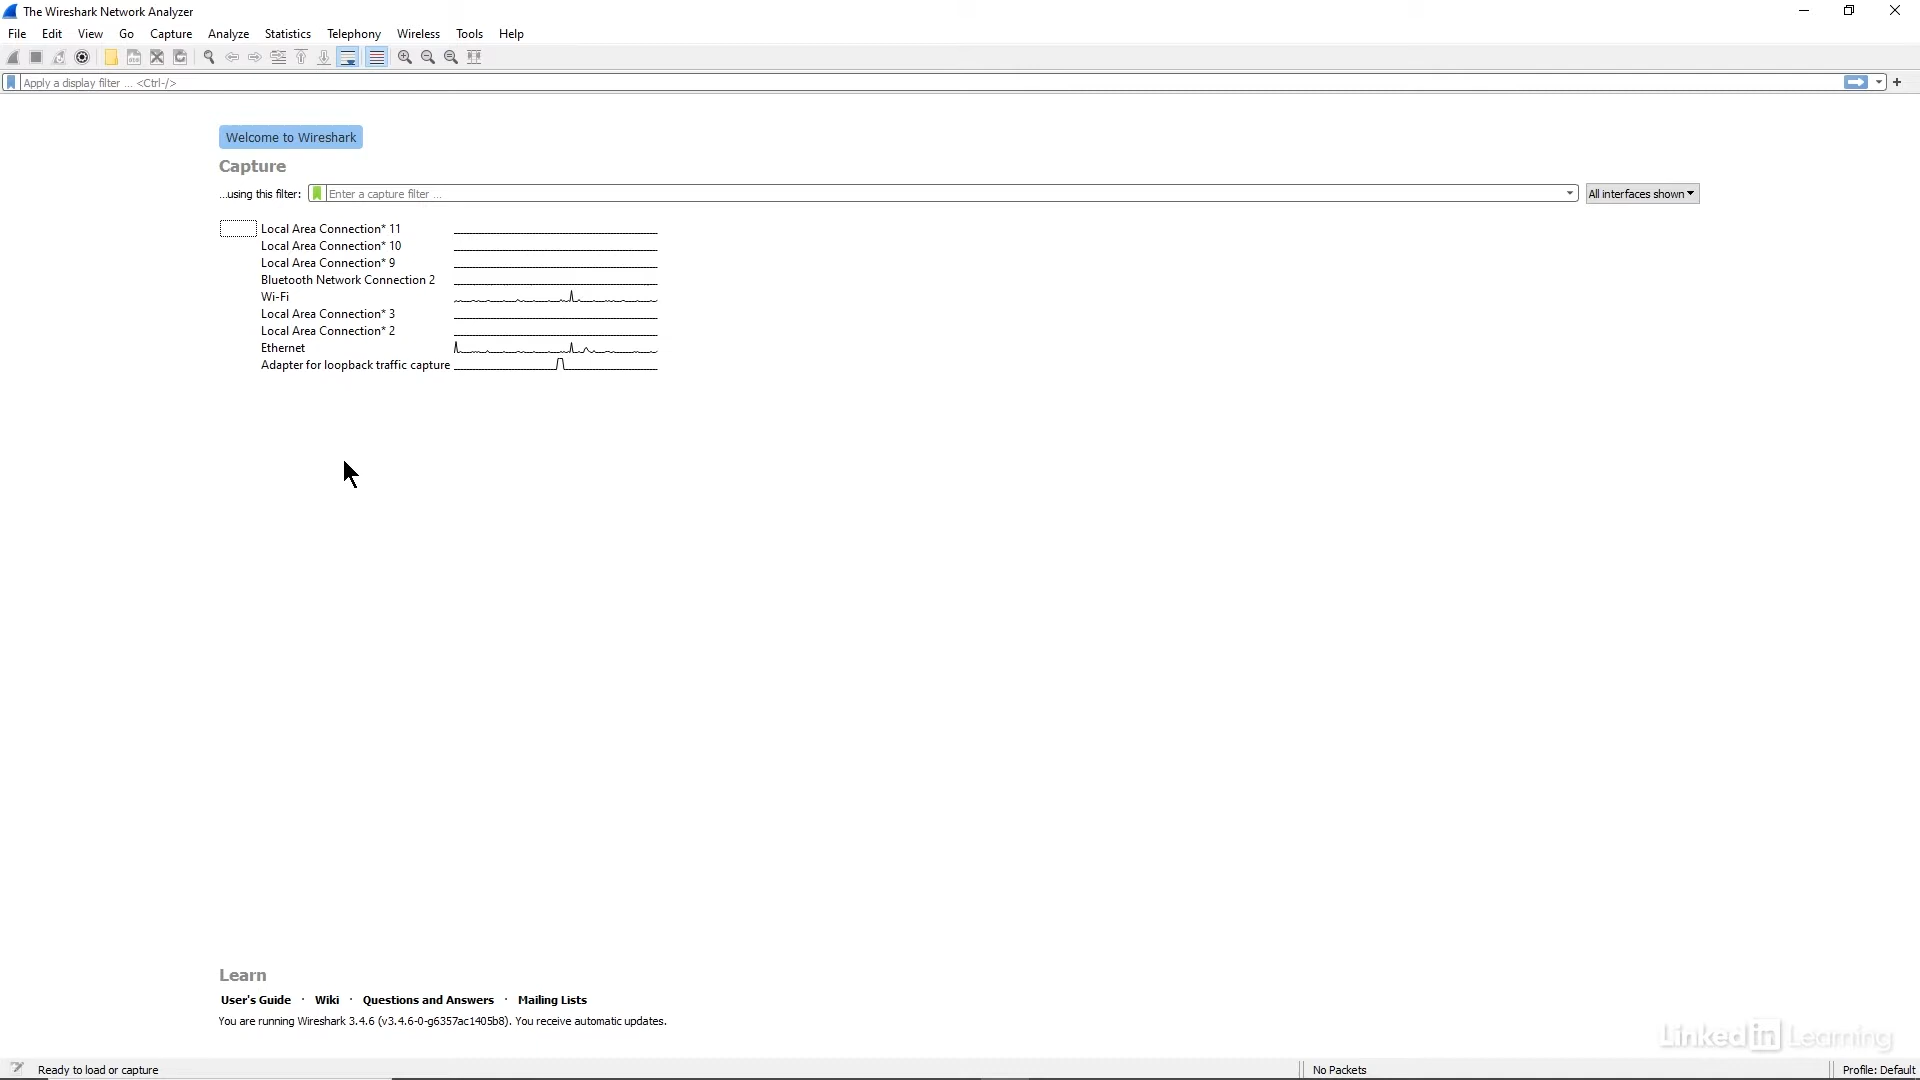 The Wireshark Network Analyzer
File Edit View Go Capture Analyze Statistics Telephony Wireless Tools Help
Apply a display filter ... <Ctrl-/>
Welcome to Wireshark
Capture
...using this filter: Enter a capture filter ... All interfaces shown
Local Area Connection* 11
Local Area Connection* 10
Local Area Connection* 9
Bluetooth Network Connection 2
Wi-Fi
Local Area Connection* 3
Local Area Connection* 2
Ethernet
Adapter for loopback traffic capture
Learn
User's Guide · Wiki · Questions and Answers · Mailing Lists
You are running Wireshark 3.4.6 (v3.4.6-0-g6357ac1405b8). You receive automatic updates.
LinkedIn Learning
Ready to load or capture No Packets Profile: Default